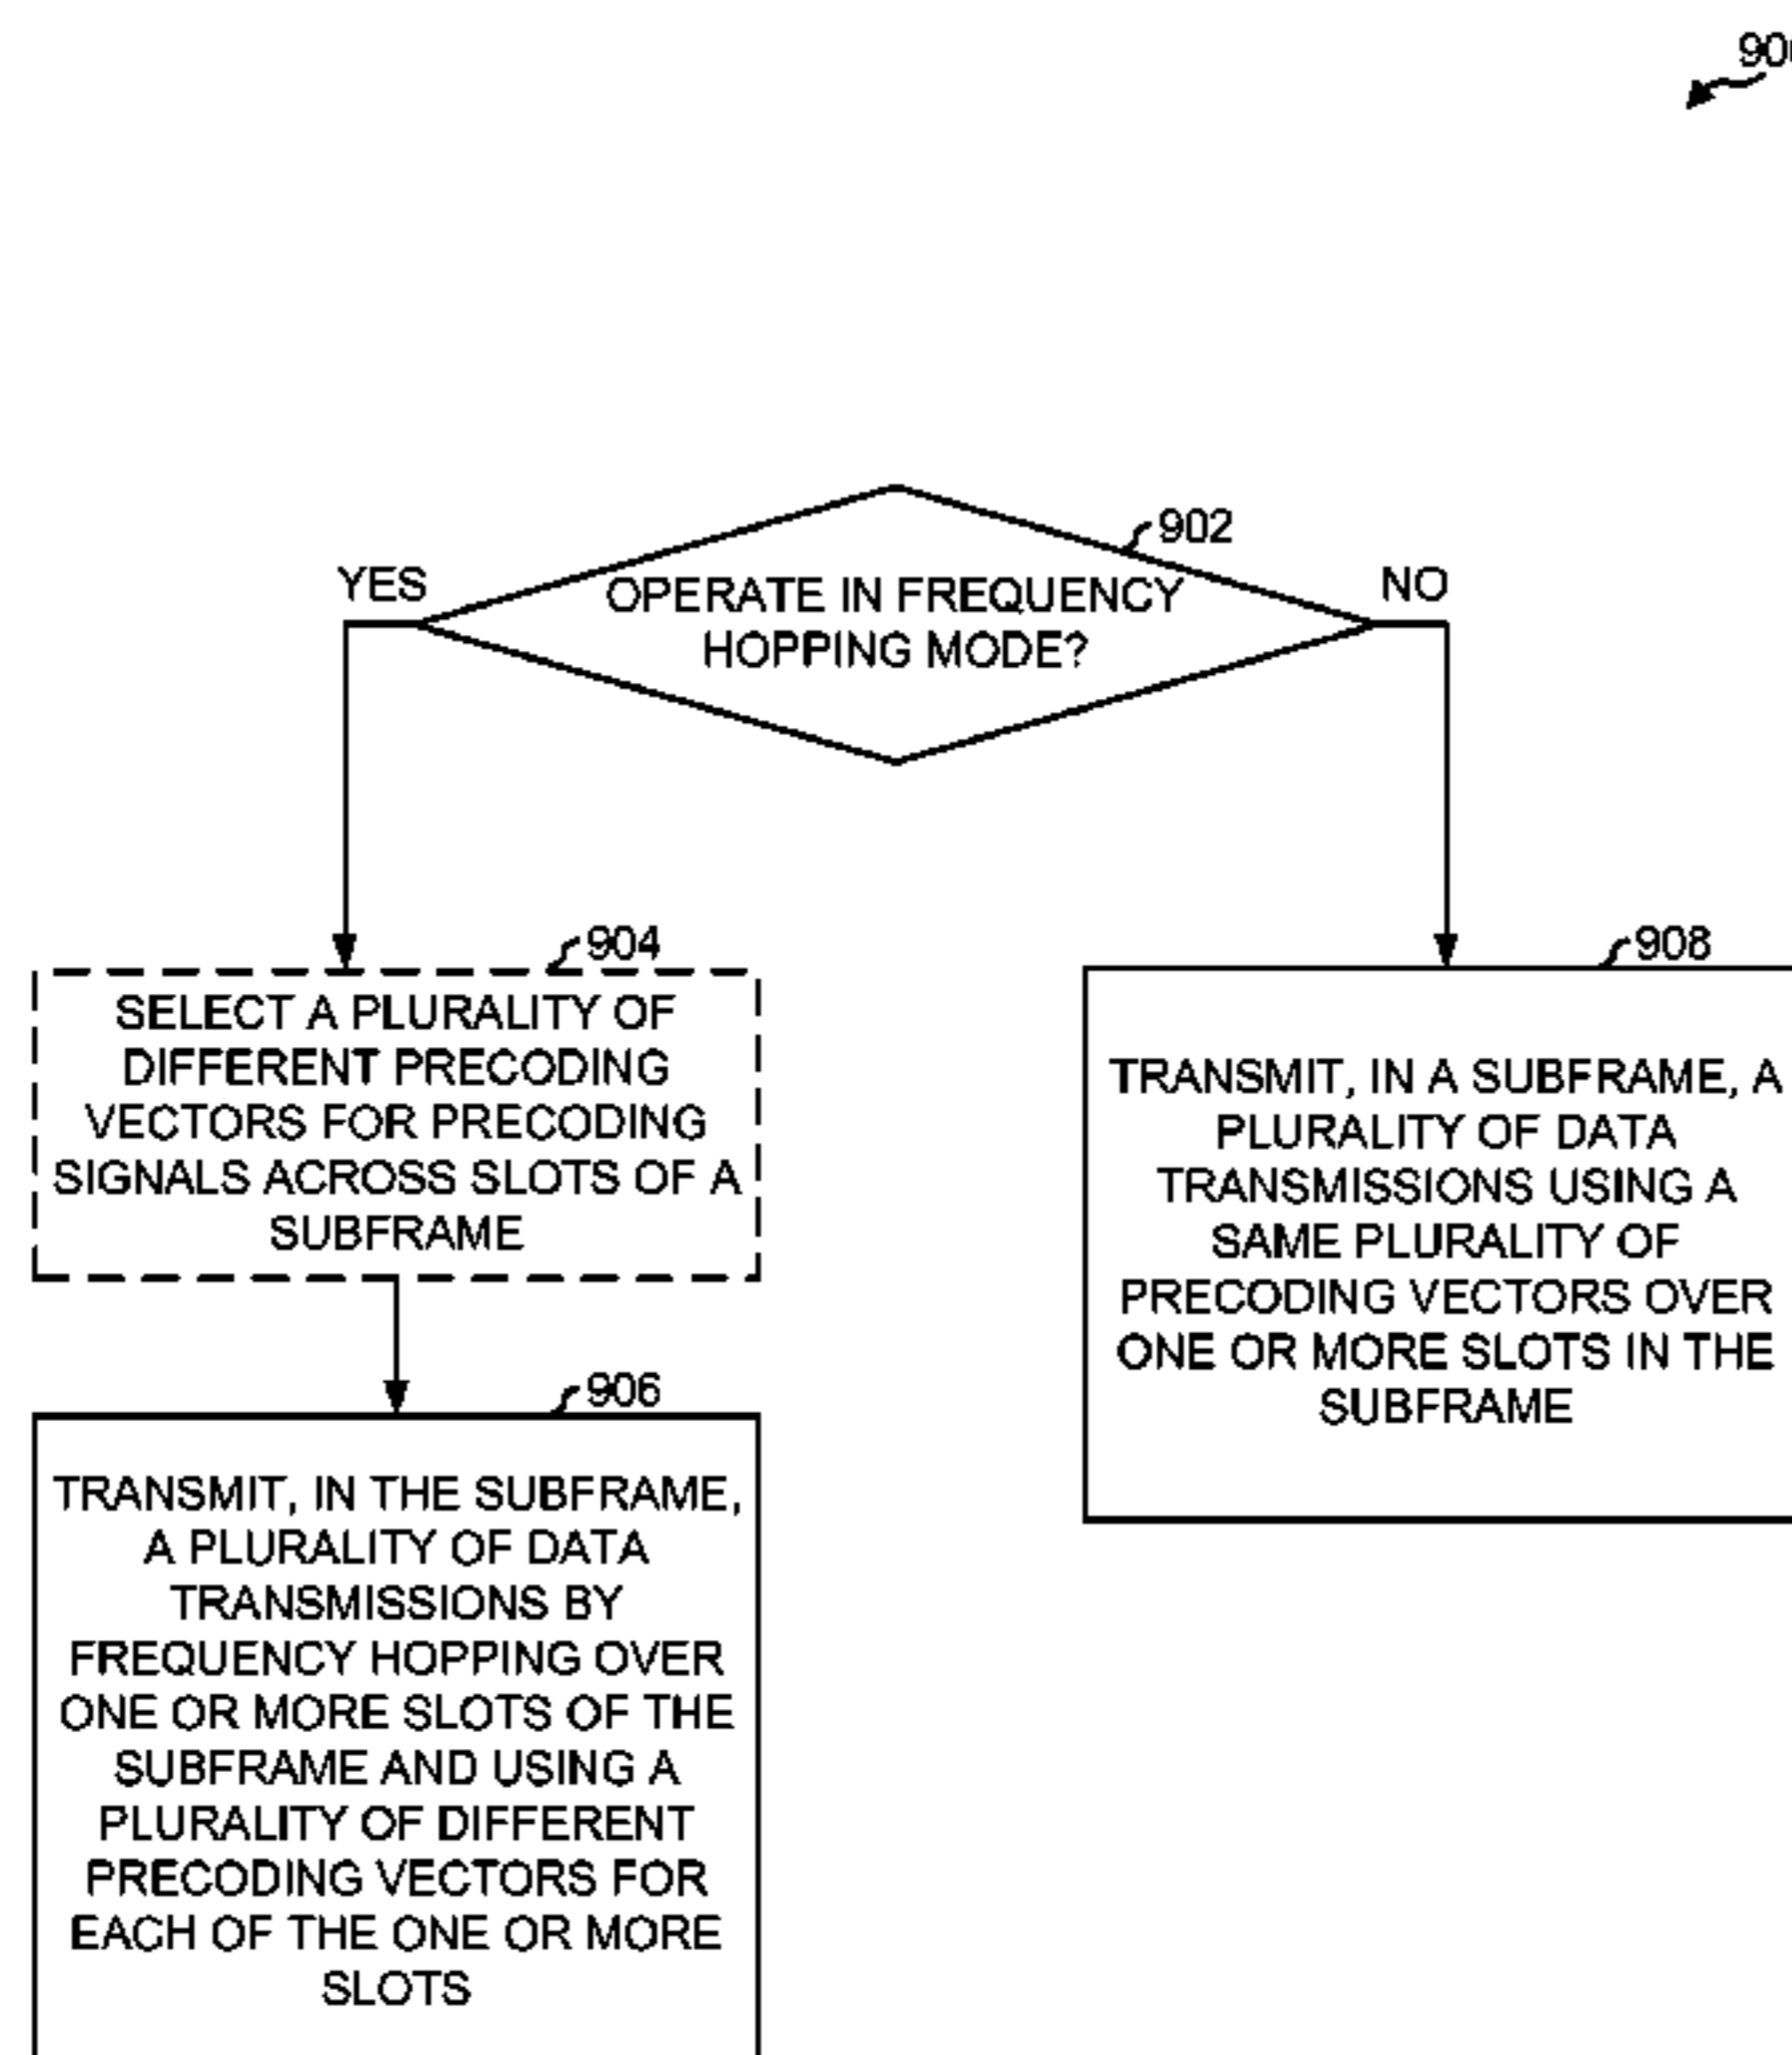 902
YES
OPERATE IN FREQUENCY
HOPPING MODE?
NO
904
SELECT A PLURALITY OF
DIFFERENT PRECODING
VECTORS FOR PRECODING
SIGNALS ACROSS SLOTS OF A
SUBFRAME
906
TRANSMIT, IN THE SUBFRAME,
A PLURALITY OF DATA
TRANSMISSIONS BY
FREQUENCY HOPPING OVER
ONE OR MORE SLOTS OF THE
SUBFRAME AND USING A
PLURALITY OF DIFFERENT
PRECODING VECTORS FOR
EACH OF THE ONE OR MORE
SLOTS
908
TRANSMIT, IN A SUBFRAME, A
PLURALITY OF DATA
TRANSMISSIONS USING A
SAME PLURALITY OF
PRECODING VECTORS OVER
ONE OR MORE SLOTS IN THE
SUBFRAME